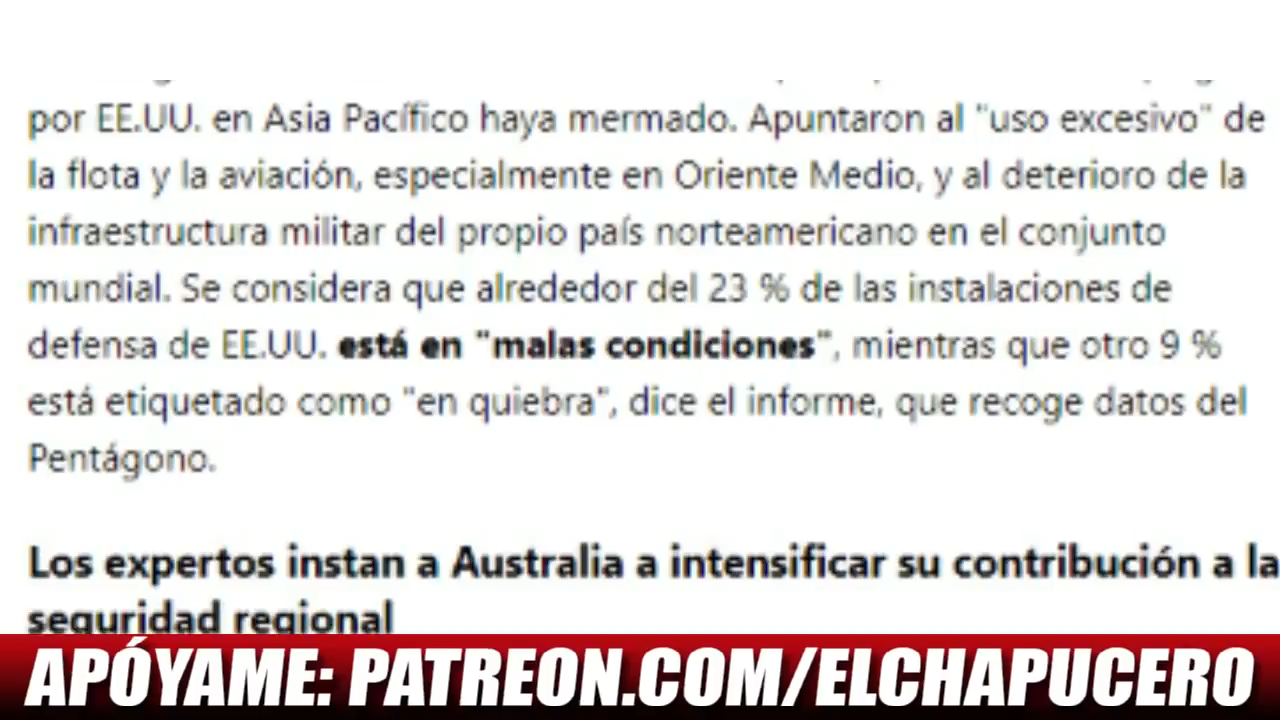 por EE.UU. en Asia Pacífico haya mermado. Apuntaron al "uso excesivo" de
la flota y la aviación, especialmente en Oriente Medio, y al deterioro de la
infraestructura militar del propio país norteamericano en el conjunto
mundial. Se considera que alrededor del 23 % de las instalaciones de
defensa de EE.UU. está en "malas condiciones", mientras que otro 9 %
está etiquetado como "en quiebra", dice el informe, que recoge datos del
Pentágono.
Los expertos instan a Australia a intensificar su contribución a la
seguridad regional
APÓYAME: PATREON.COM/ELCHAPUCERO